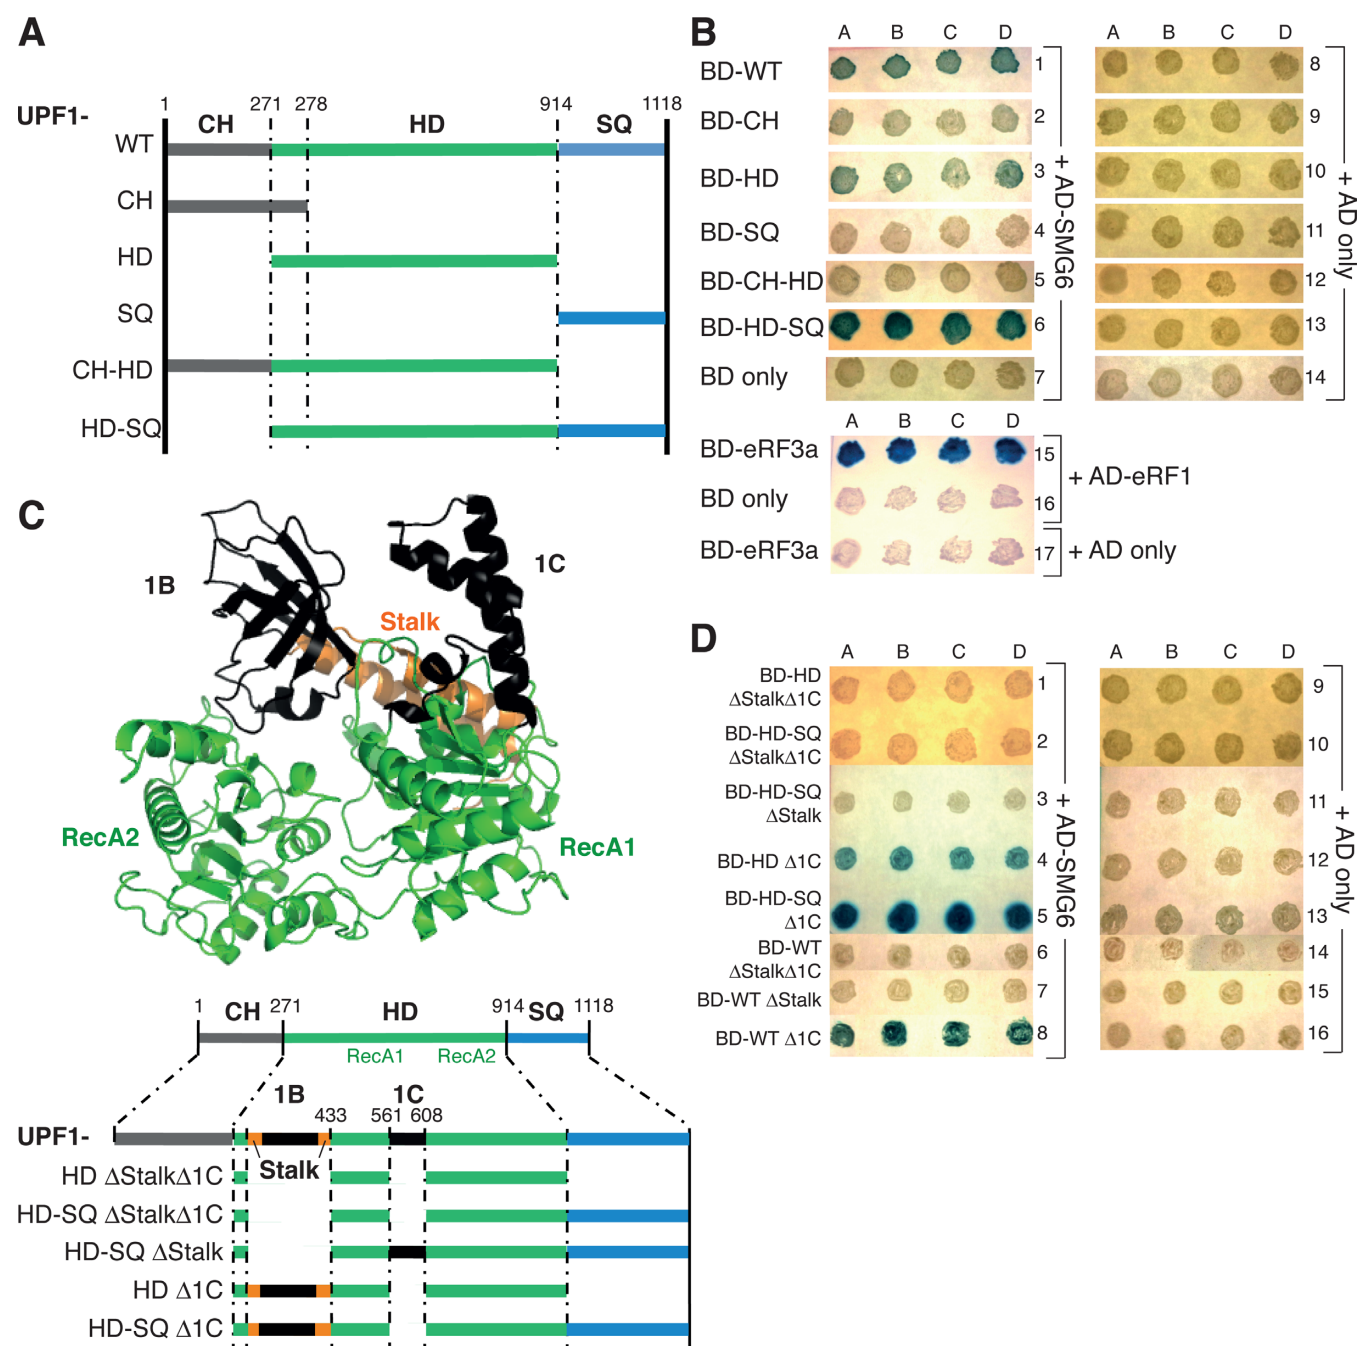 A
UPF1-
1 271 278 914 1118
CH HD SQ
WT
CH
HD
SQ
CH-HD
HD-SQ
B
A B C D
A B C D
BD-WT 1 8
BD-CH 2 9
BD-HD 3 10
BD-SQ 4 11
BD-CH-HD 5 12
BD-HD-SQ 6 13
BD only 7 14
+ AD-SMG6
+ AD only
A B C D
BD-eRF3a 15
BD only 16
+ AD-eRF1
BD-eRF3a 17 + AD only
C
1B
1C
Stalk
RecA2
RecA1
1 CH 271 HD 914 SQ 1118
RecA1 RecA2
1B 1C
433 561 608
UPF1-
Stalk
HD ΔStalkΔ1C
HD-SQ ΔStalkΔ1C
HD-SQ ΔStalk
HD Δ1C
HD-SQ Δ1C
D
A B C D
A B C D
BD-HD
ΔStalkΔ1C 1 9
BD-HD-SQ
ΔStalkΔ1C 2 10
BD-HD-SQ
ΔStalk 3 11
BD-HD Δ1C 4 12
BD-HD-SQ
Δ1C 5 13
BD-WT
ΔStalkΔ1C 6 14
BD-WT ΔStalk 7 15
BD-WT Δ1C 8 16
+ AD-SMG6
+ AD only